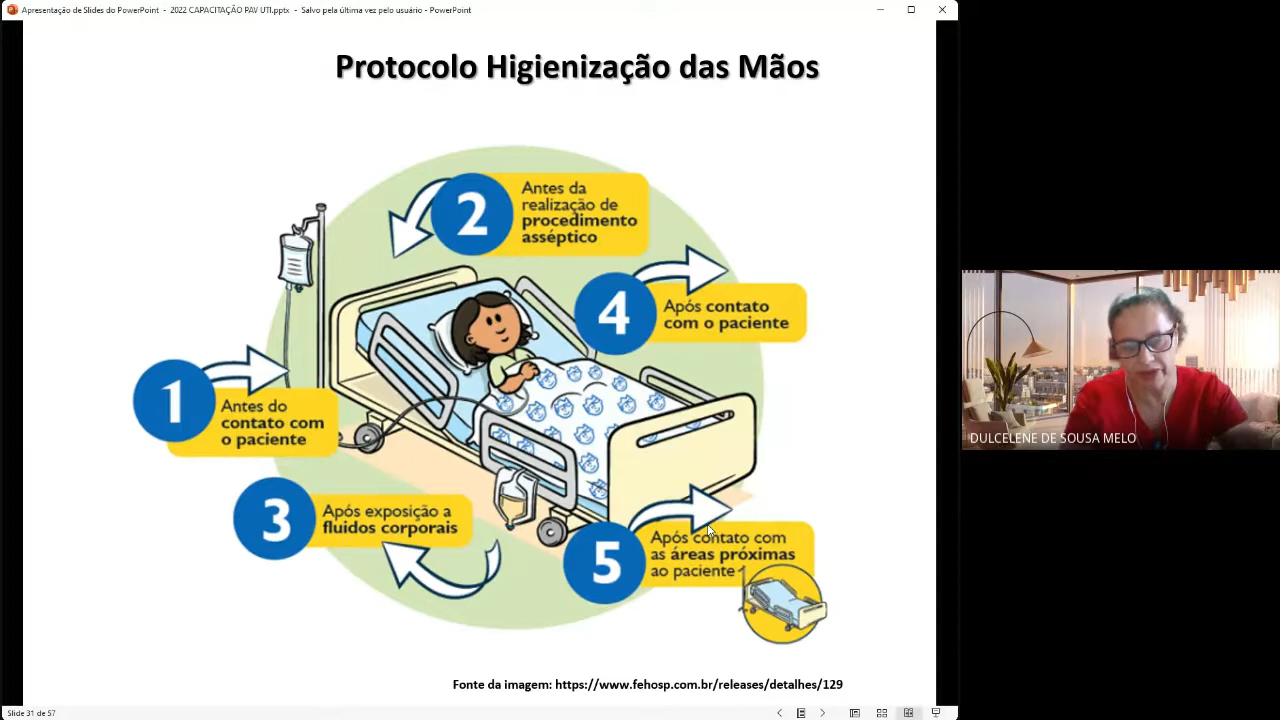 Apresentação de Slides do PowerPoint - 2022 CAPACITAÇÃO PAV UTI.pptx - Salvo pela última vez pelo usuário - PowerPoint
Protocolo Higienização das Mãos
2
Antes da
realização de
procedimento
asséptico
4
Após contato
com o paciente
1
Antes do
contato com
o paciente
3
Após exposição a
fluidos corporais
5
Após contato com
as áreas próximas
ao paciente
Fonte da imagem: https://www.fehosp.com.br/releases/detalhes/129
Slide 31 de 57
DULCELENE DE SOUSA MELO